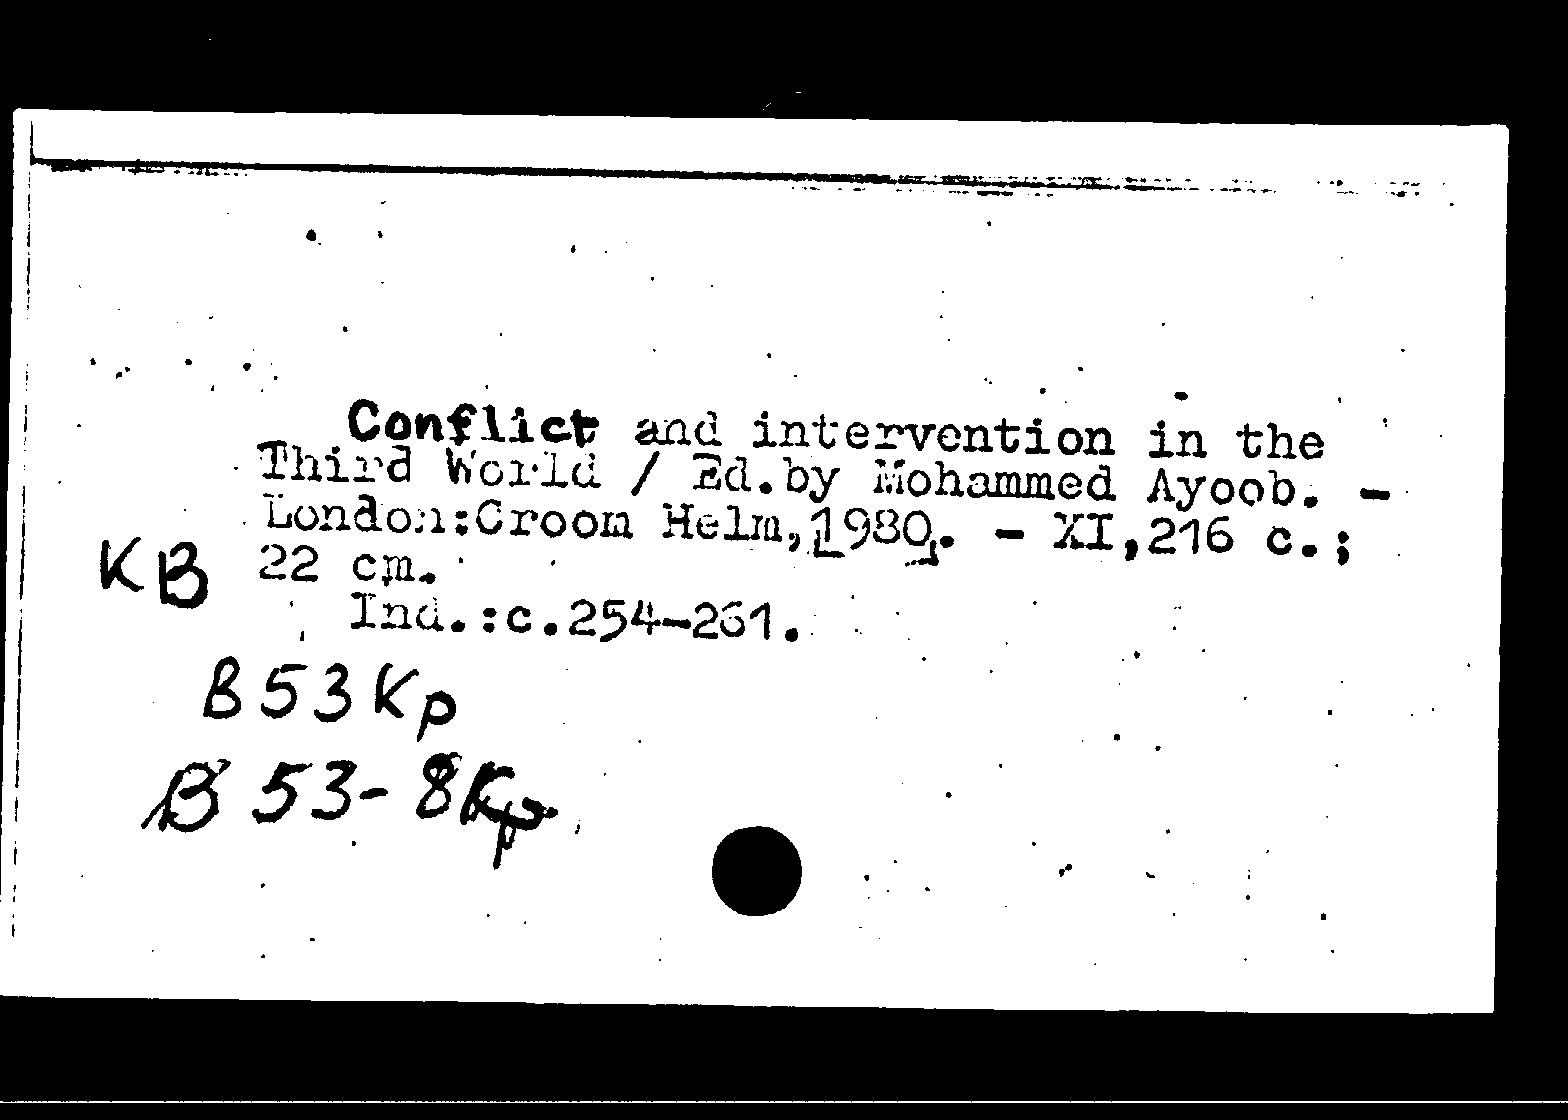 Conflict and intervention in the
Third World / Ed.by Mohammed Ayoob. -
London:Croom Helm,1980. - XI,216 c.;
KB 22 cm.
Ind.:c.254-261.
B53Kp
B 53-8Kp